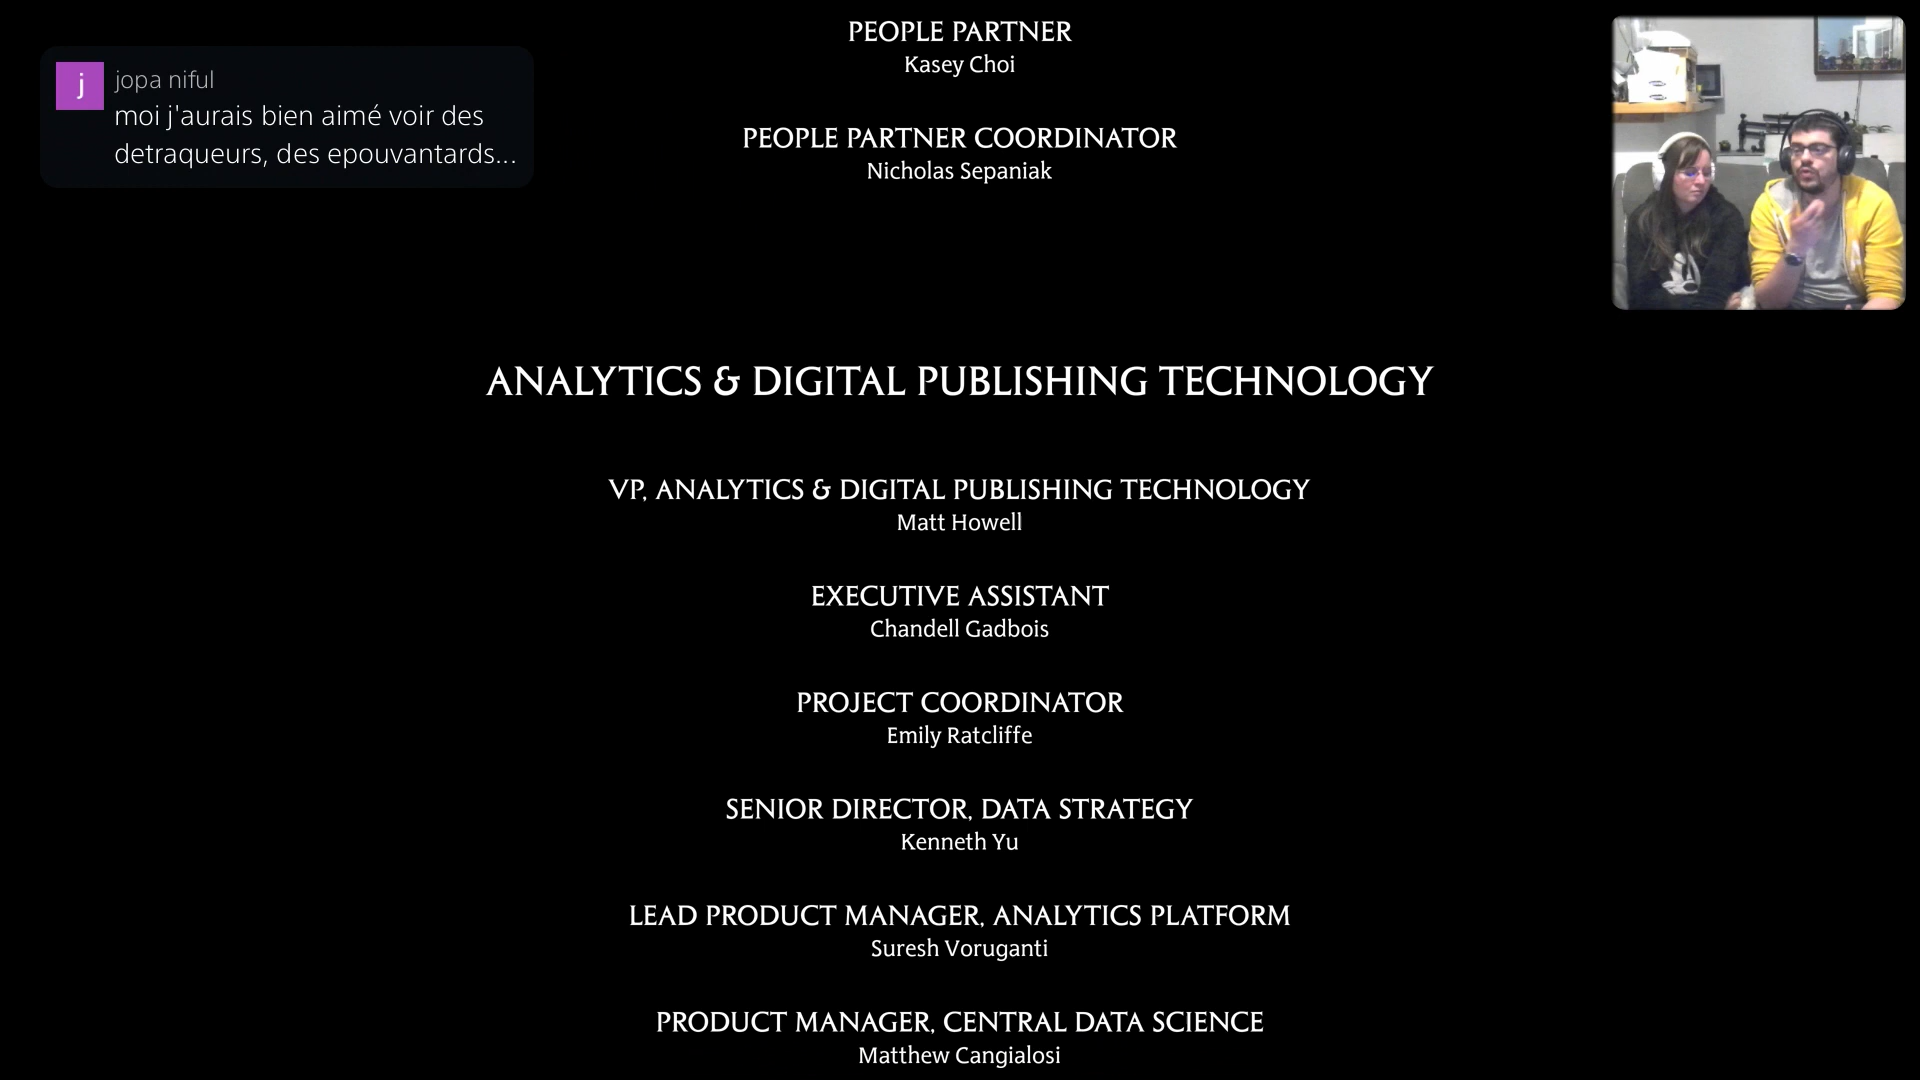 PEOPLE PARTNER
Kasey Choi
j
jopa niful
moi j'aurais bien aimé voir des
detraqueurs, des epouvantards...
PEOPLE PARTNER COORDINATOR
Nicholas Sepaniak
ANALYTICS & DIGITAL PUBLISHING TECHNOLOGY
VP, ANALYTICS & DIGITAL PUBLISHING TECHNOLOGY
Matt Howell
EXECUTIVE ASSISTANT
Chandell Gadbois
PROJECT COORDINATOR
Emily Ratcliffe
SENIOR DIRECTOR, DATA STRATEGY
Kenneth Yu
LEAD PRODUCT MANAGER, ANALYTICS PLATFORM
Suresh Voruganti
PRODUCT MANAGER, CENTRAL DATA SCIENCE
Matthew Cangialosi